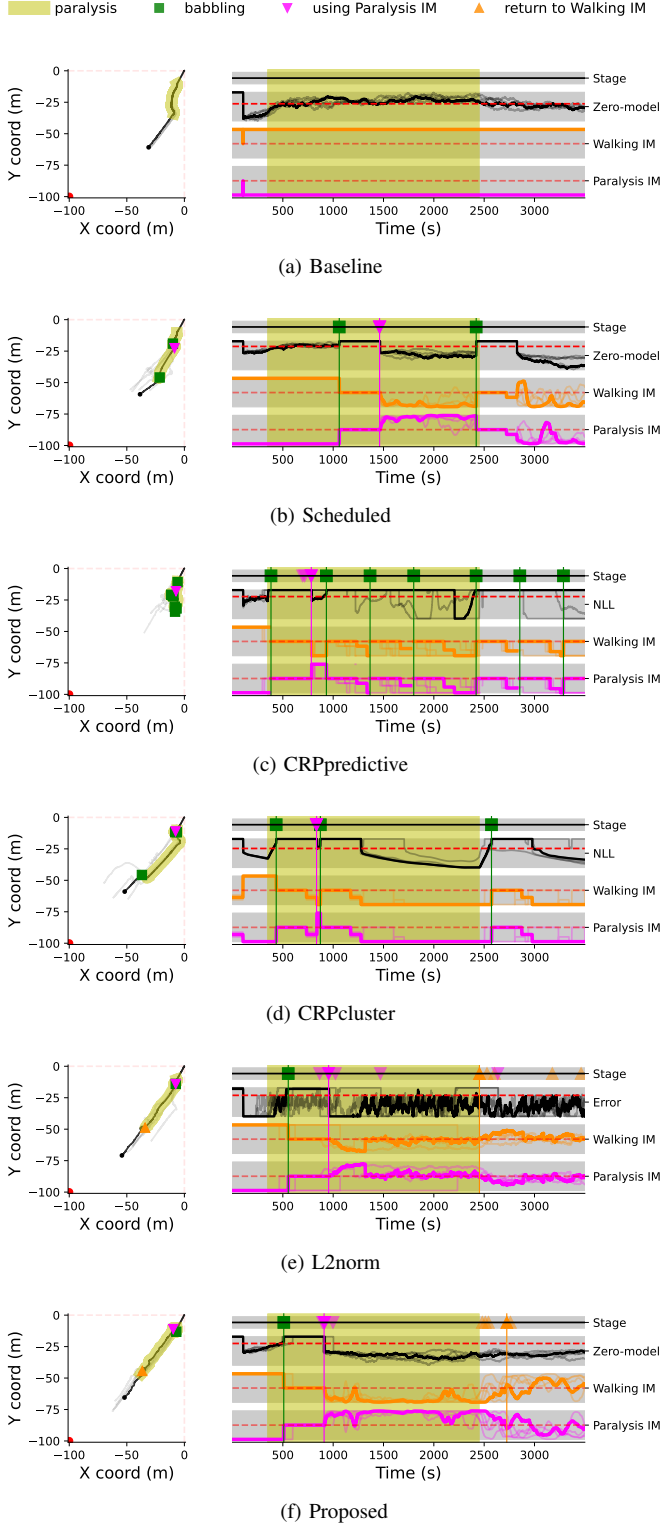 paralysis babbling using Paralysis IM return to Walking IM
0
−25
−50
−75
−100
Y coord (m)
−100 −50 0
X coord (m)
Stage
Zero-model
Walking IM
Paralysis IM
500 1000 1500 2000 2500 3000
Time (s)
(a) Baseline
0
−25
−50
−75
−100
Y coord (m)
−100 −50 0
X coord (m)
Stage
Zero-model
Walking IM
Paralysis IM
500 1000 1500 2000 2500 3000
Time (s)
(b) Scheduled
0
−25
−50
−75
−100
Y coord (m)
−100 −50 0
X coord (m)
Stage
NLL
Walking IM
Paralysis IM
500 1000 1500 2000 2500 3000
Time (s)
(c) CRPpredictive
0
−25
−50
−75
−100
Y coord (m)
−100 −50 0
X coord (m)
Stage
NLL
Walking IM
Paralysis IM
500 1000 1500 2000 2500 3000
Time (s)
(d) CRPcluster
0
−25
−50
−75
−100
Y coord (m)
−100 −50 0
X coord (m)
Stage
Error
Walking IM
Paralysis IM
500 1000 1500 2000 2500 3000
Time (s)
(e) L2norm
0
−25
−50
−75
−100
Y coord (m)
−100 −50 0
X coord (m)
Stage
Zero-model
Walking IM
Paralysis IM
500 1000 1500 2000 2500 3000
Time (s)
(f) Proposed